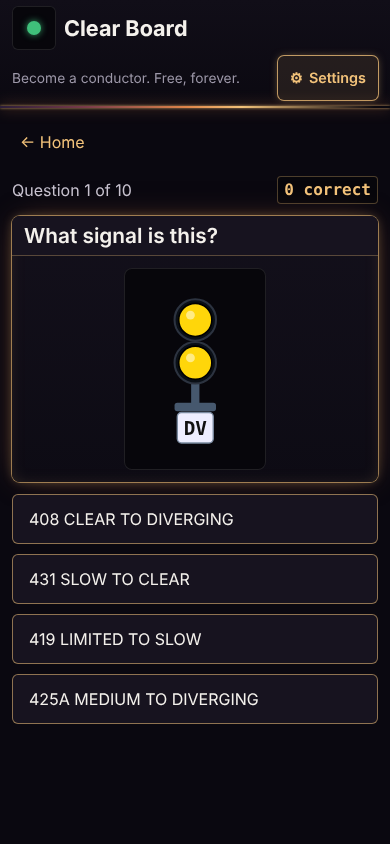 Clear Board
Become a conductor. Free, forever.
⚙ Settings
← Home
Question 1 of 10
0 correct
What signal is this?
DV
408 CLEAR TO DIVERGING
431 SLOW TO CLEAR
419 LIMITED TO SLOW
425A MEDIUM TO DIVERGING